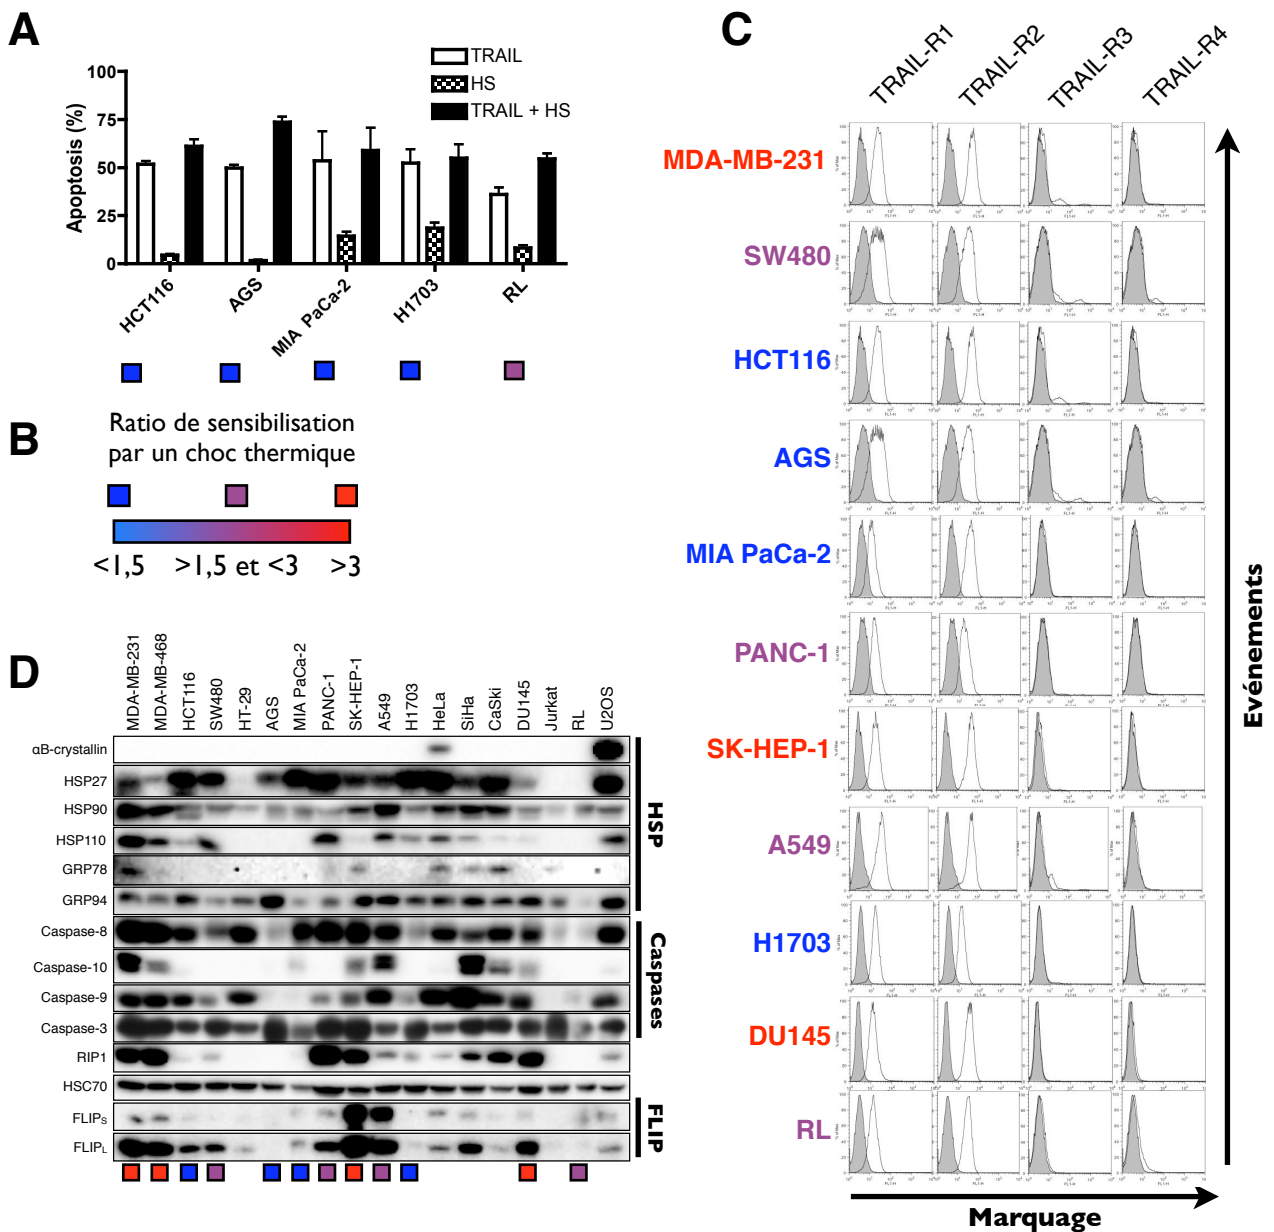 A
TRAIL
HS
TRAIL + HS
Apoptosis (%)
100
75
50
25
0
HCT116
AGS
MIA PaCa-2
H1703
RL
B
Ratio de sensibilisation
par un choc thermique
<1,5 >1,5 et <3 >3
C
TRAIL-R1
TRAIL-R2
TRAIL-R3
TRAIL-R4
MDA-MB-231
SW480
HCT116
AGS
MIA PaCa-2
PANC-1
SK-HEP-1
A549
H1703
DU145
RL
Evénements
Marquage
D
MDA-MB-231
MDA-MB-468
HCT116
SW480
HT-29
AGS
MIA PaCa-2
PANC-1
SK-HEP-1
A549
H1703
HeLa
SiHa
CaSki
DU145
Jurkat
RL
U2OS
αB-crystallin
HSP27
HSP90
HSP110
GRP78
GRP94
HSP
Caspase-8
Caspase-10
Caspase-9
Caspase-3
Caspases
RIP1
HSC70
FLIPS
FLIPL
FLIP